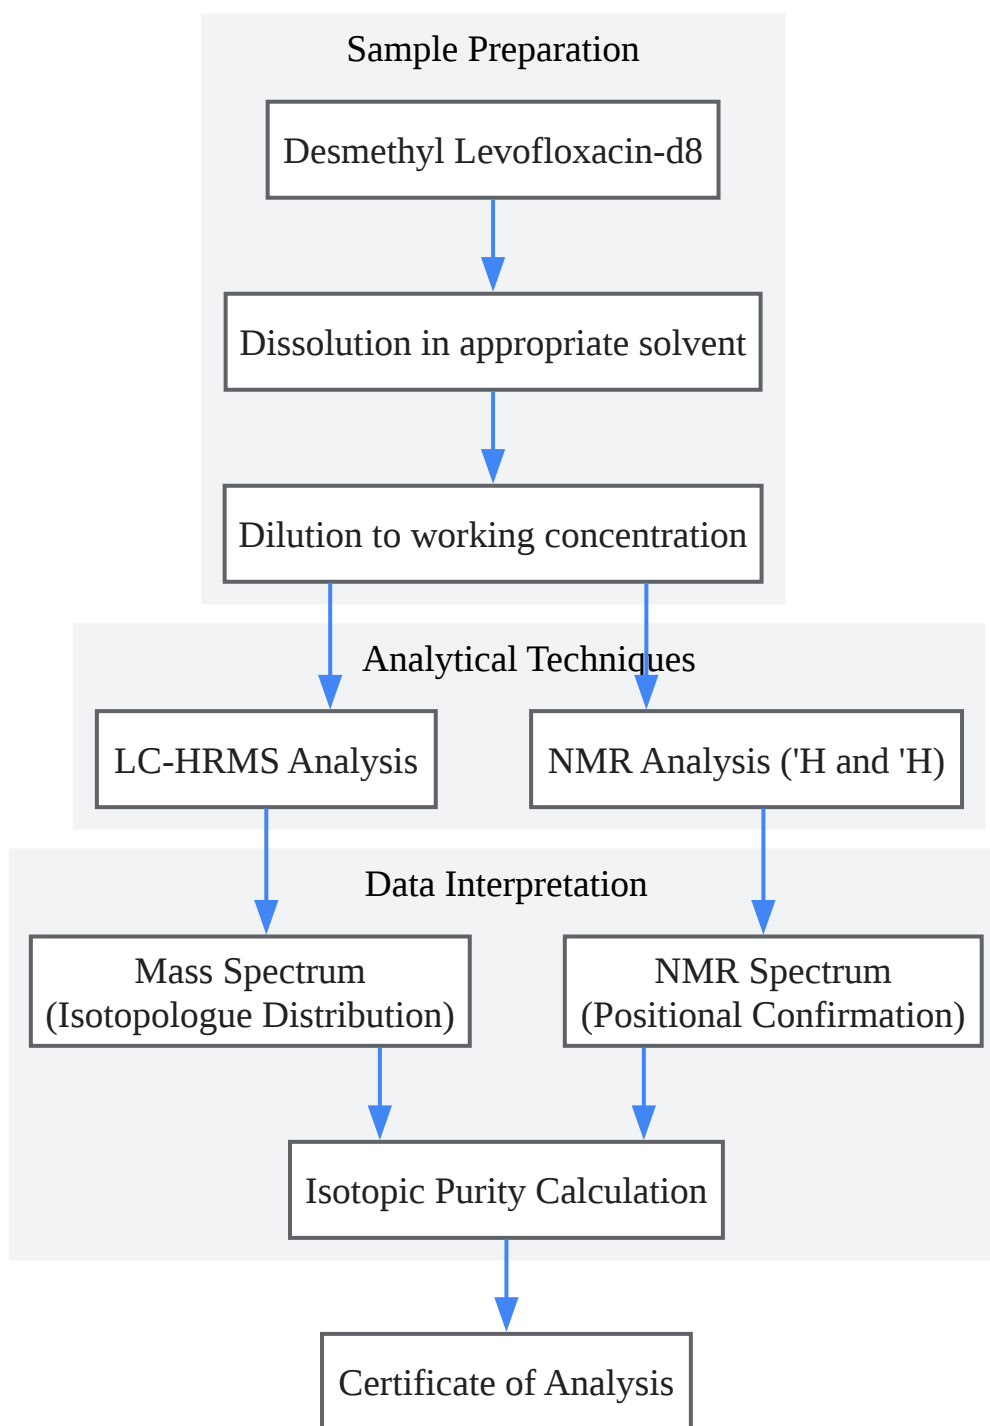 Sample Preparation
Desmethyl Levofloxacin-d8
Dissolution in appropriate solvent
Dilution to working concentration
Analytical Techniques
LC-HRMS Analysis
NMR Analysis ('H and 'H)
Data Interpretation
Mass Spectrum
(Isotopologue Distribution)
NMR Spectrum
(Positional Confirmation)
Isotopic Purity Calculation
Certificate of Analysis